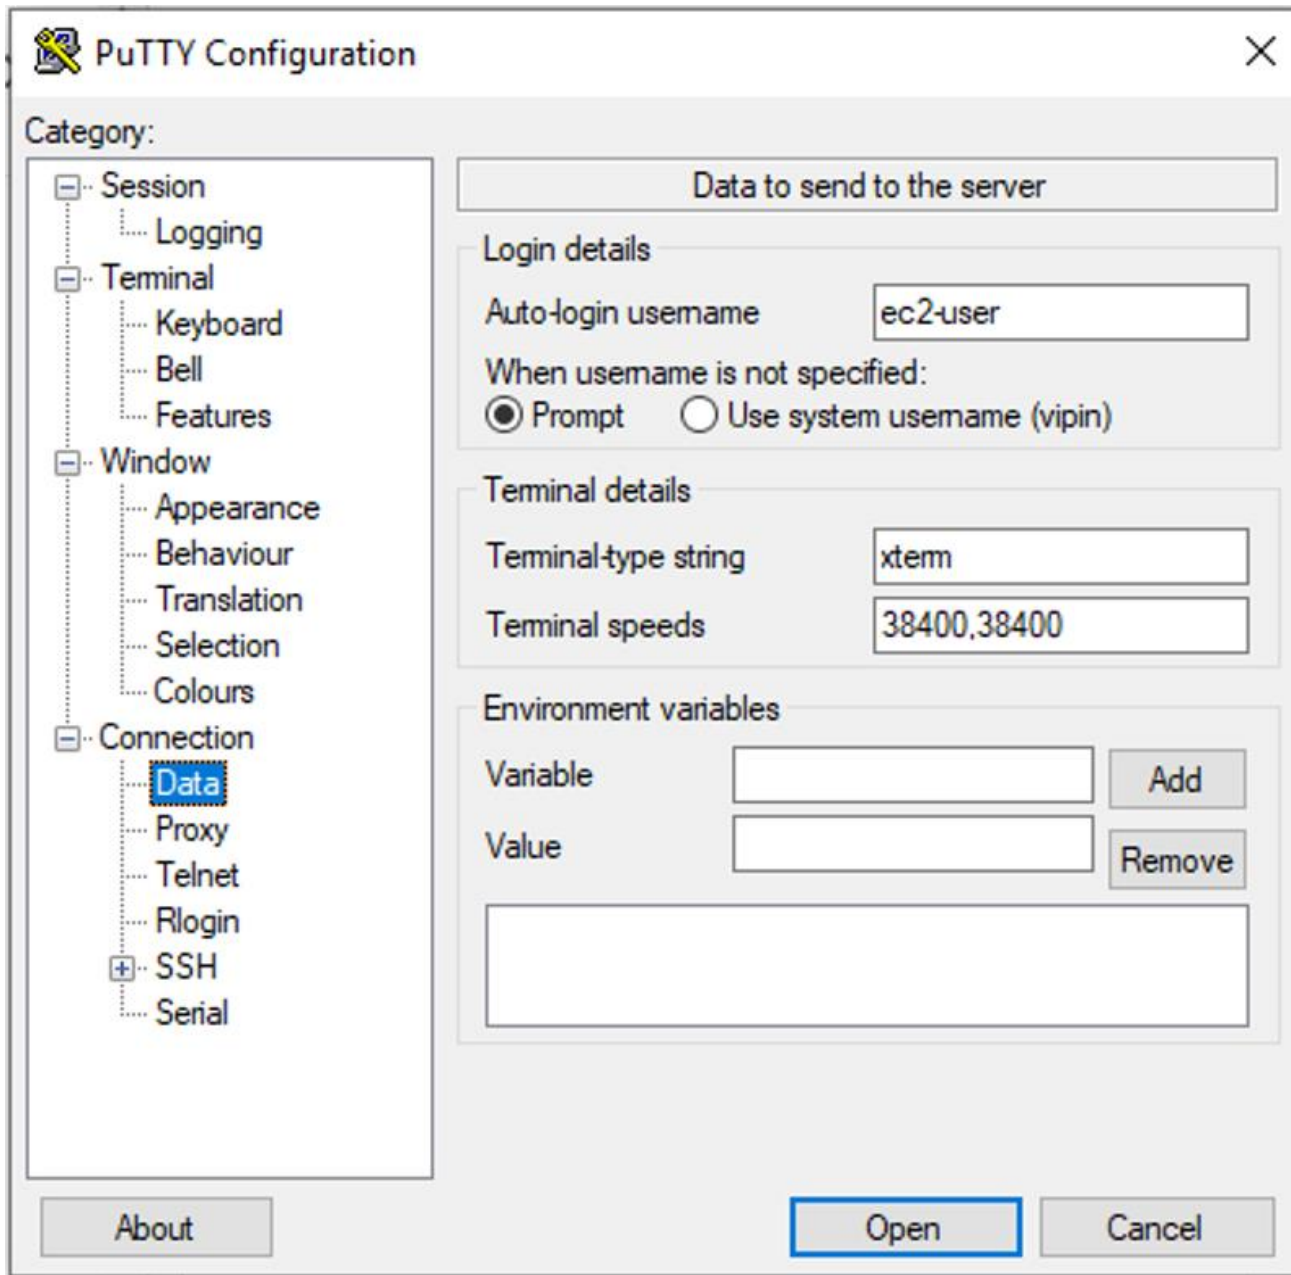 PuTTY Configuration
Category:
Session
Logging
Terminal
Keyboard
Bell
Features
Window
Appearance
Behaviour
Translation
Selection
Colours
Connection
Data
Proxy
Telnet
Rlogin
SSH
Serial
Data to send to the server
Login details
Auto-login username ec2-user
When username is not specified:
Prompt Use system username (vipin)
Terminal details
Terminal-type string xterm
Terminal speeds 38400,38400
Environment variables
Variable Add
Value Remove
About Open Cancel